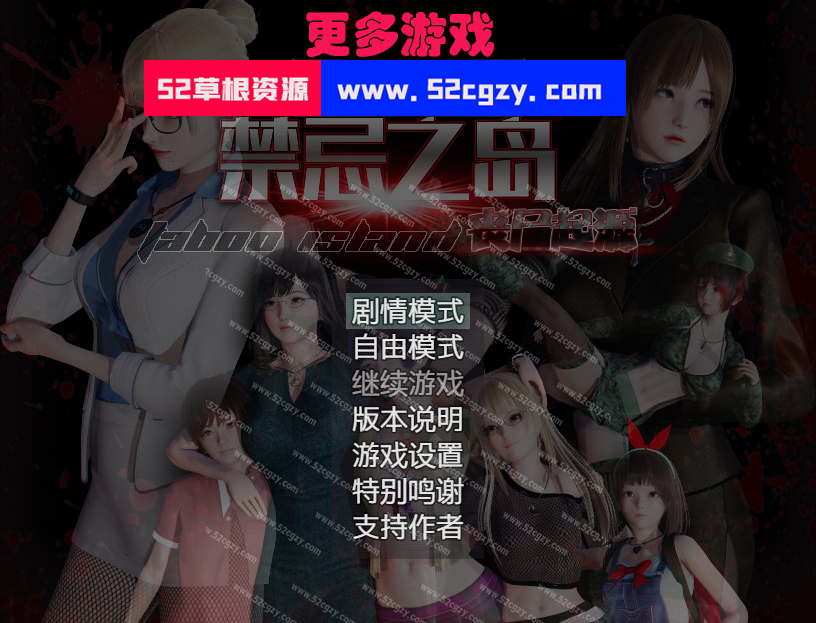 更多游戏
52草根资源 www.52cgzy.com
禁忌之岛
Taboo island 丧尸起源
剧情模式
自由模式
继续游戏
版本说明
游戏设置
特别鸣谢
支持作者
www.52cgzy.com